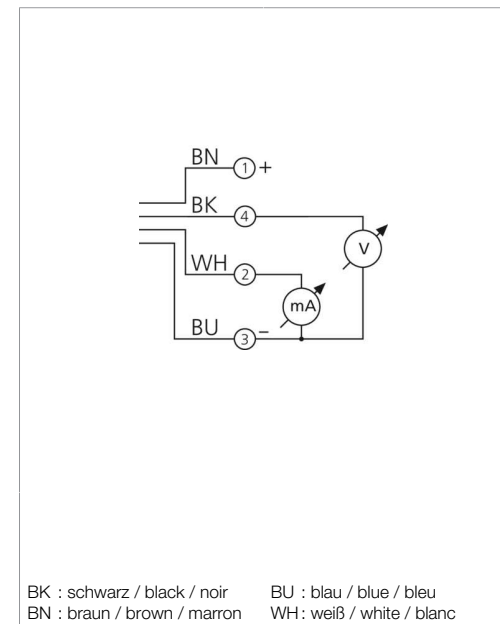 BN 1 +
BK 4
V
WH 2
mA
BU 3 −
BK : schwarz / black / noir BU : blau / blue / bleu
BN : braun / brown / marron WH : weiß / white / blanc